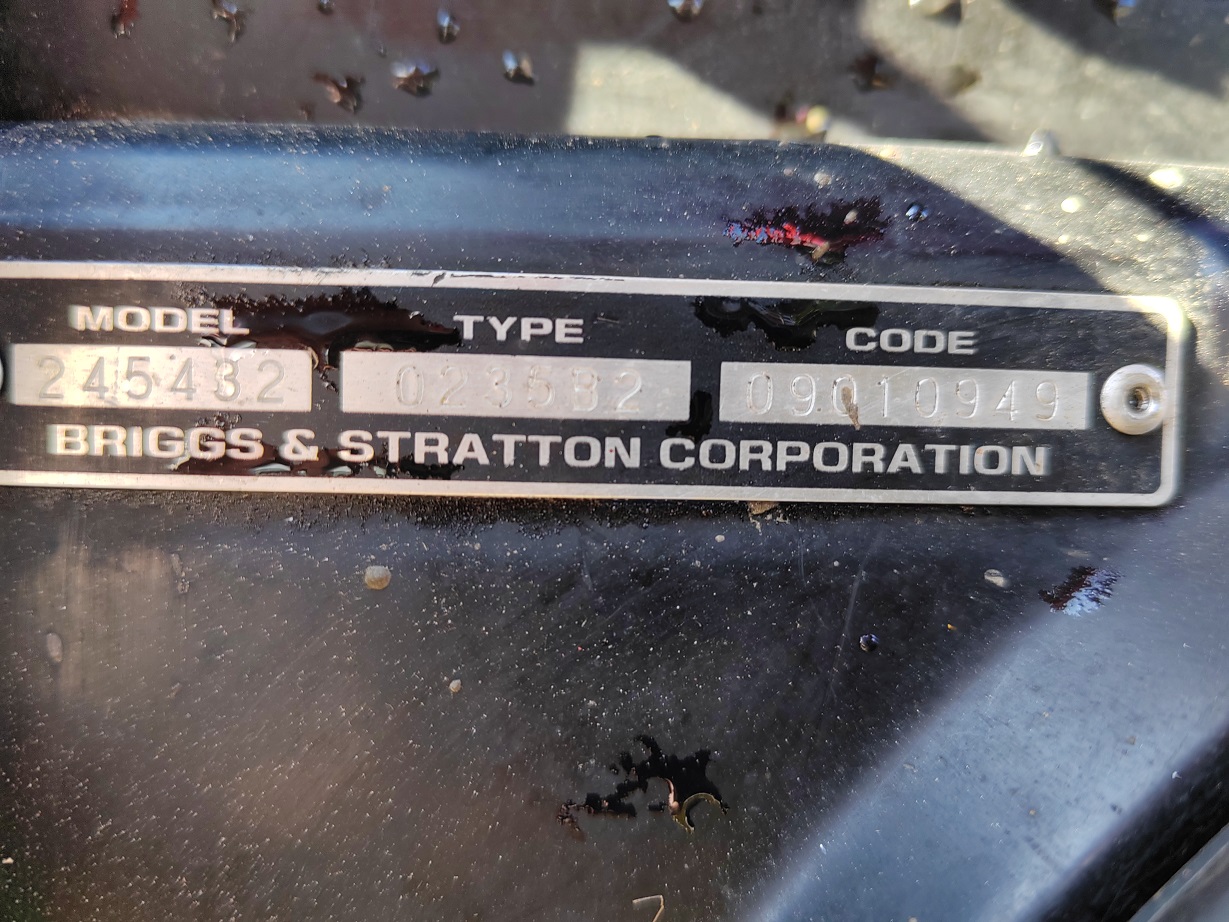 MODEL TYPE CODE
245432 0235B2 09010949
BRIGGS & STRATTON CORPORATION